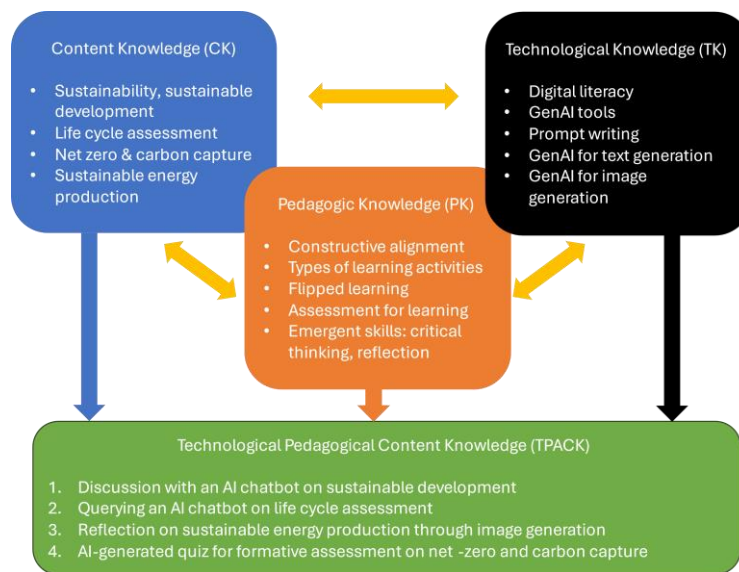 Content Knowledge (CK)
• Sustainability, sustainable
development
• Life cycle assessment
• Net zero & carbon capture
• Sustainable energy
production
Technological Knowledge (TK)
• Digital literacy
• GenAI tools
• Prompt writing
• GenAI for text generation
• GenAI for image
generation
Pedagogic Knowledge (PK)
• Constructive alignment
• Types of learning activities
• Flipped learning
• Assessment for learning
• Emergent skills: critical
thinking, reflection
Technological Pedagogical Content Knowledge (TPACK)
1. Discussion with an AI chatbot on sustainable development
2. Querying an AI chatbot on life cycle assessment
3. Reflection on sustainable energy production through image generation
4. AI-generated quiz for formative assessment on net -zero and carbon capture